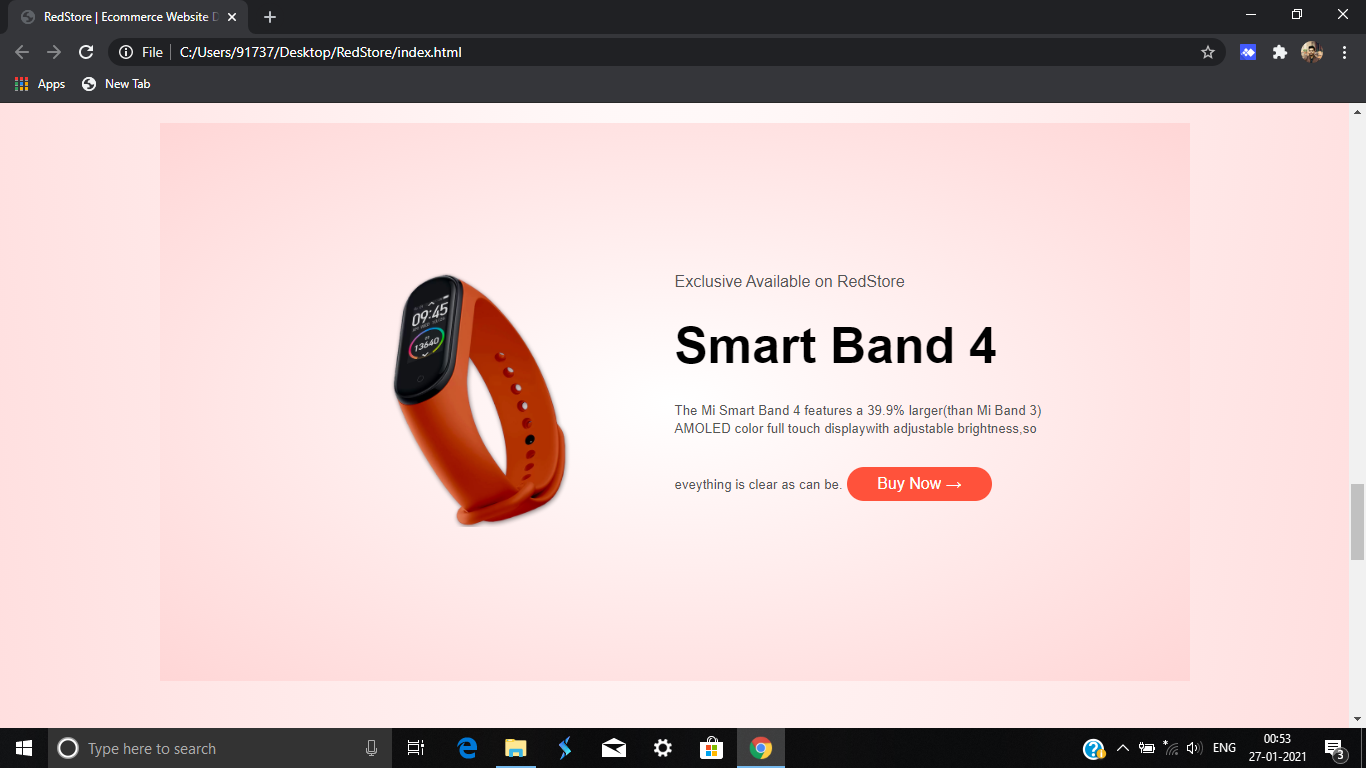 RedStore | Ecommerce Website D
File
C:/Users/91737/Desktop/RedStore/index.html
Apps
New Tab
09:45
13640
Exclusive Available on RedStore
Smart Band 4
The Mi Smart Band 4 features a 39.9% larger(than Mi Band 3)
AMOLED color full touch displaywith adjustable brightness,so
eveything is clear as can be. Buy Now →
Type here to search
ENG
00:53
27-01-2021
3